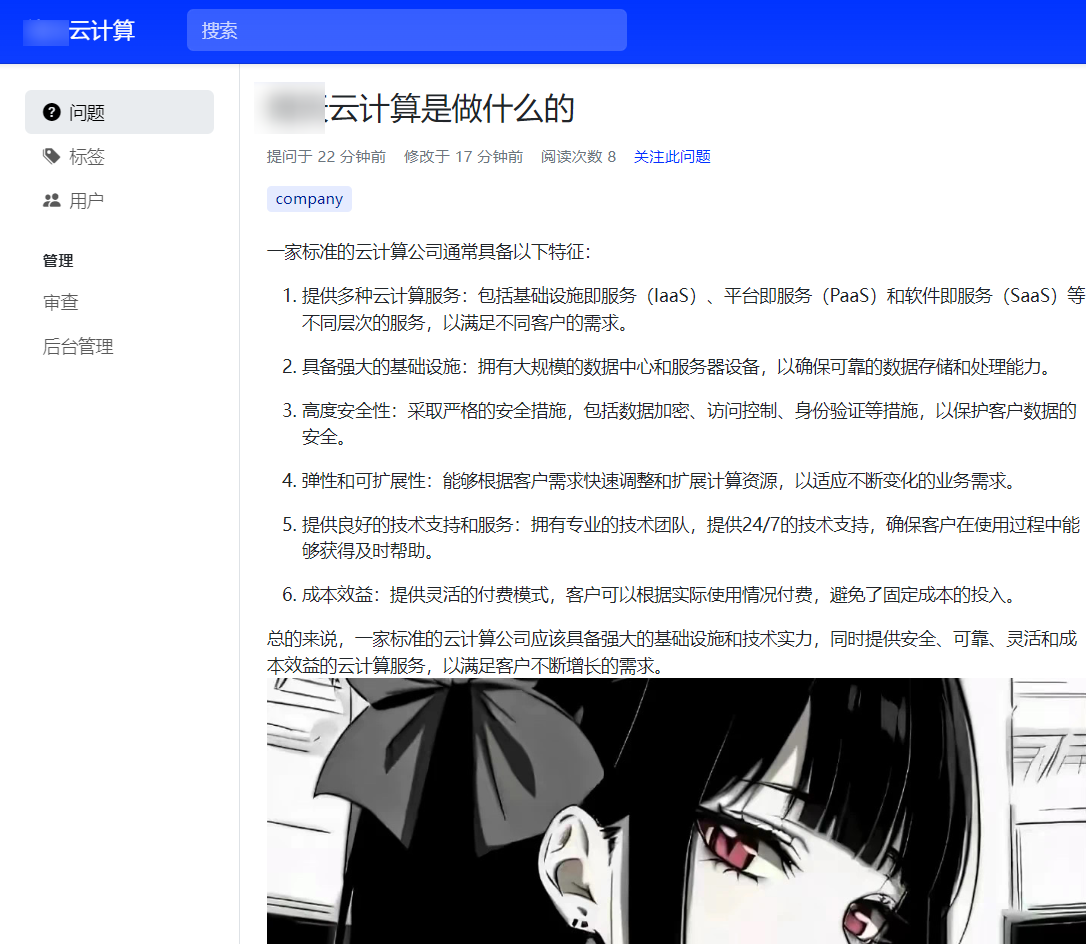 云计算
搜索
问题
标签
用户
管理
审查
后台管理
云计算是做什么的
提问于 22 分钟前 修改于 17 分钟前 阅读次数 8 关注此问题
company
一家标准的云计算公司通常具备以下特征：
1. 提供多种云计算服务：包括基础设施即服务（IaaS）、平台即服务（PaaS）和软件即服务（SaaS）等
不同层次的服务，以满足不同客户的需求。
2. 具备强大的基础设施：拥有大规模的数据中心和服务器设备，以确保可靠的数据存储和处理能力。
3. 高度安全性：采取严格的安全措施，包括数据加密、访问控制、身份验证等措施，以保护客户数据的
安全。
4. 弹性和可扩展性：能够根据客户需求快速调整和扩展计算资源，以适应不断变化的业务需求。
5. 提供良好的技术支持和服务：拥有专业的技术团队，提供24/7的技术支持，确保客户在使用过程中能
够获得及时帮助。
6. 成本效益：提供灵活的付费模式，客户可以根据实际使用情况付费，避免了固定成本的投入。
总的来说，一家标准的云计算公司应该具备强大的基础设施和技术实力，同时提供安全、可靠、灵活和成
本效益的云计算服务，以满足客户不断增长的需求。